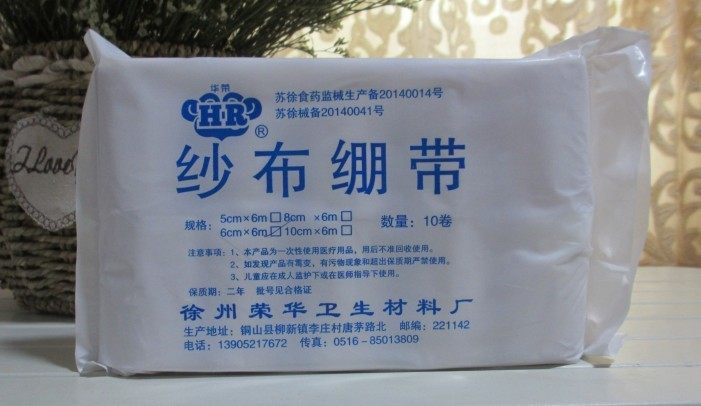 华荣
HR®
苏徐食药监械生产备20140014号
苏徐械备20140041号
纱布绷带
规格： 5cm×6m□ 8cm ×6m□
6cm×6m☑ 10cm×6m□
数量：10卷
注意事项：1、本产品为一次性使用医疗用品，用后不准回收使用。
2、如发现产品有霉变，有污物现象和超出保质期严禁使用。
3、儿童应在成人监护下或在医师指导下使用。
保质期：二年 批号见合格证
徐州荣华卫生材料厂
生产地址：铜山县柳新镇李庄村唐茅路北 邮编：221142
电话：13905217672 传真：0516-85013809